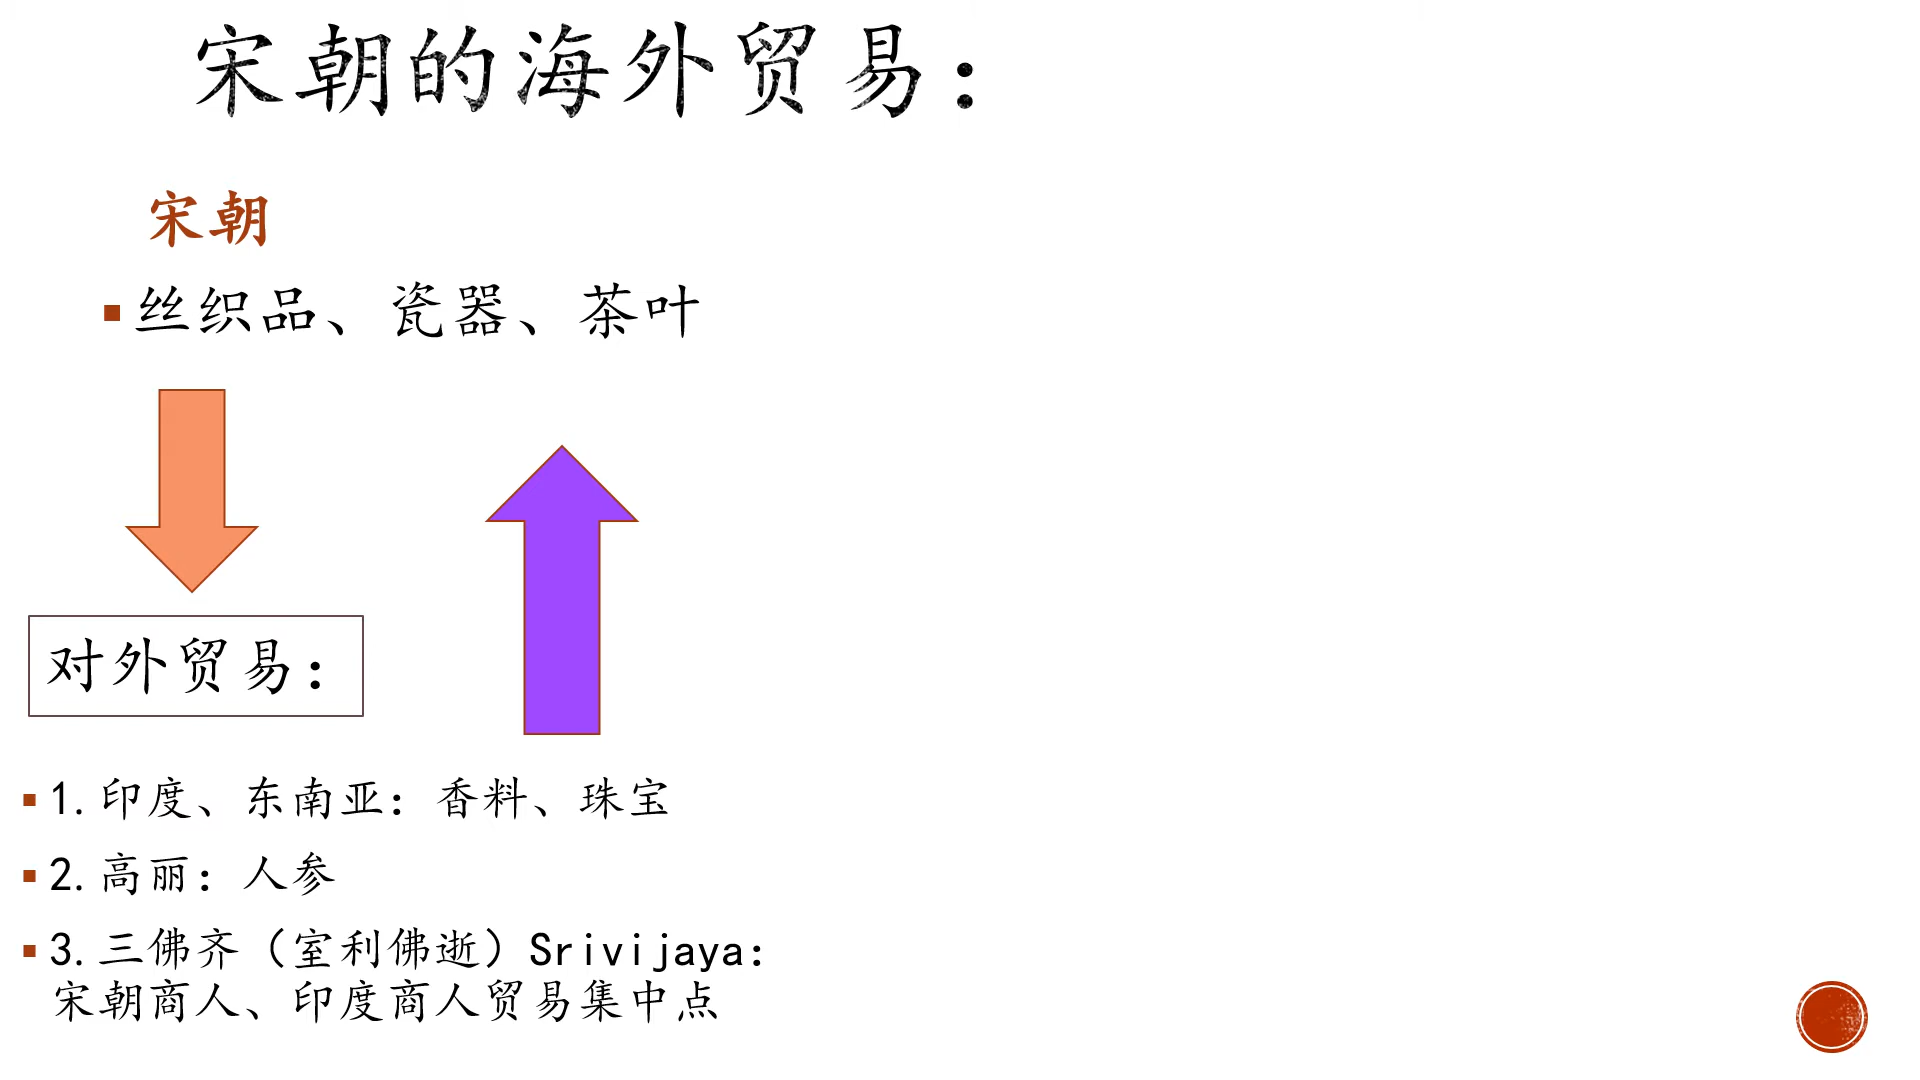 宋朝的海外贸易：
宋朝
丝织品、瓷器、茶叶
对外贸易：
1.印度、东南亚：香料、珠宝
2.高丽：人参
3.三佛齐（室利佛逝）Srivijaya：
宋朝商人、印度商人贸易集中点